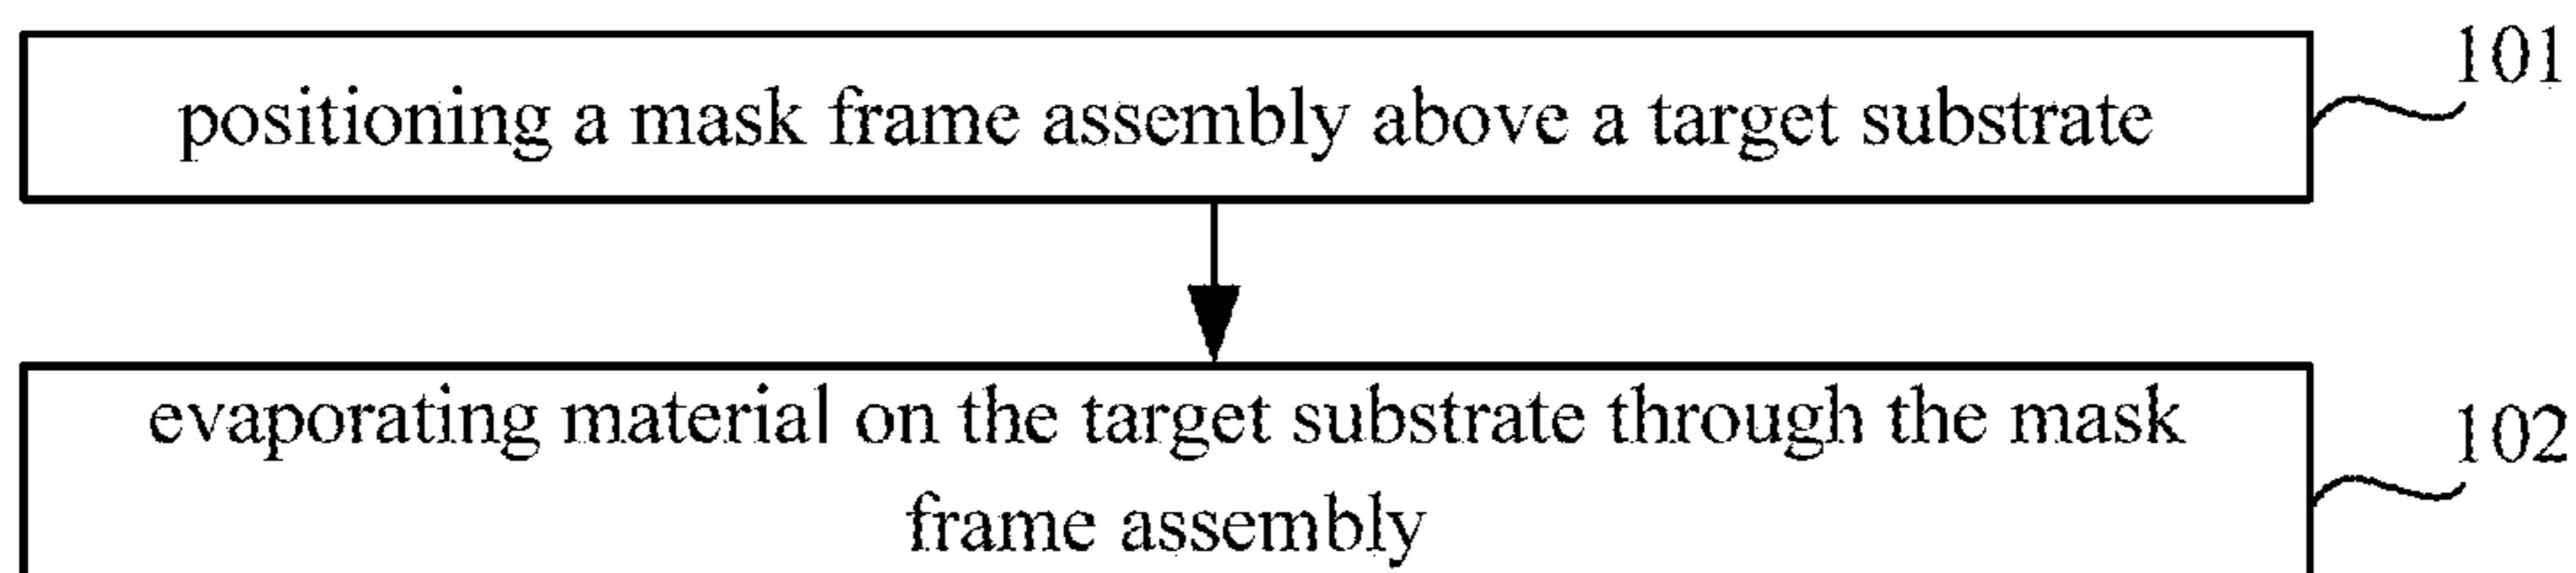 positioning a mask frame assembly above a target substrate
101
evaporating material on the target substrate through the mask
frame assembly
102